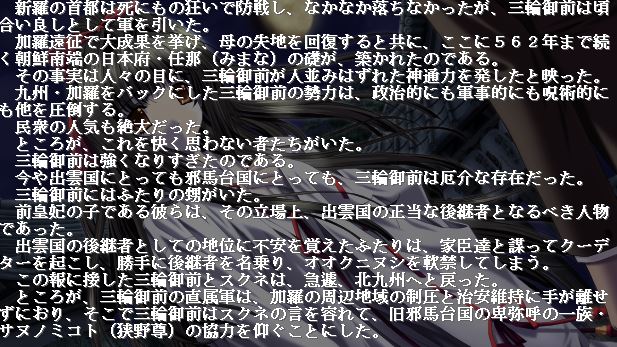 新羅の首都は死にもの狂いで防戦し、なかなか落ちなかったが、三輪御前は頃
合い良しとして軍を引いた。
　加羅遠征で大成果を挙げ、母の失地を回復すると共に、ここに５６２年まで続
く朝鮮南端の日本府・任那（みまな）の礎が、築かれたのである。
　その事実は人々の目に、三輪御前が人並みはずれた神通力を発したと映った。
　九州・加羅をバックにした三輪御前の勢力は、政治的にも軍事的にも呪術的に
も他を圧倒する。
　民衆の人気も絶大だった。
　ところが、これを快く思わない者たちがいた。
　三輪御前は強くなりすぎたのである。
　今や出雲国にとっても邪馬台国にとっても、三輪御前は厄介な存在だった。
　三輪御前にはふたりの甥がいた。
　前皇妃の子である彼らは、その立場上、出雲国の正当な後継者となるべき人物
であった。
　出雲国の後継者としての地位に不安を覚えたふたりは、家臣達と謀ってクーデ
ターを起こし、勝手に後継者を名乗り、オオクニヌシを軟禁してしまう。
　この報に接した三輪御前とスクネは、急遽、北九州へと戻った。
　ところが、三輪御前の直属軍は、加羅の周辺地域の制圧と治安維持に手が離せ
ずにおり、そこで三輪御前はスクネの言を容れて、旧邪馬台国の卑弥呼の一族・
サヌノミコト（狭野尊）の協力を仰ぐことにした。